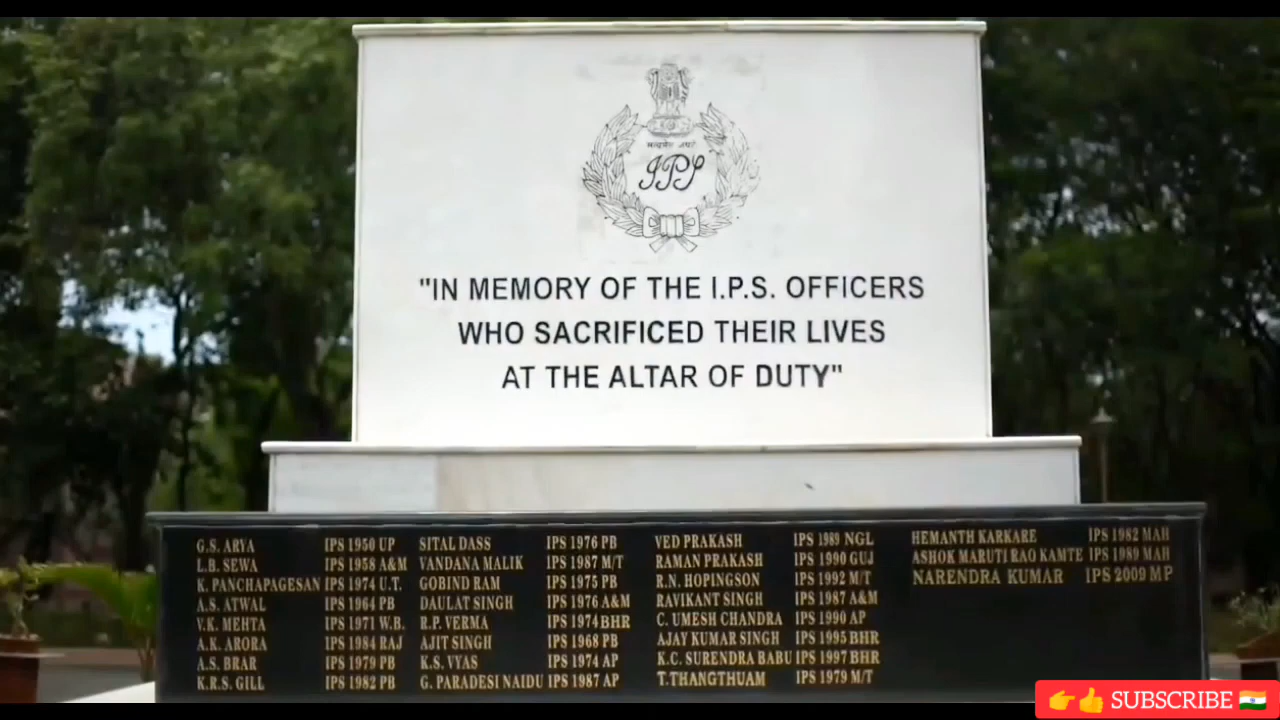 सत्यमेव जयते
IPS
"IN MEMORY OF THE I.P.S. OFFICERS
WHO SACRIFICED THEIR LIVES
AT THE ALTAR OF DUTY"
G.S. ARYA IPS 1950 UP
L.B. SEWA IPS 1958 A&M
K. PANCHAPAGESAN IPS 1974 U.T.
A.S. ATWAL IPS 1964 PB
V.K. MEHTA IPS 1971 W.B.
A.K. ARORA IPS 1984 RAJ
A.S. BRAR IPS 1979 PB
K.R.S. GILL IPS 1982 PB
SITAL DASS IPS 1976 PB
VANDANA MALIK IPS 1987 M/T
GOBIND RAM IPS 1975 PB
DAULAT SINGH IPS 1976 A&M
R.P. VERMA IPS 1974 BHR
AJIT SINGH IPS 1968 PB
K.S. VYAS IPS 1974 AP
G. PARADESI NAIDU IPS 1987 AP
VED PRAKASH IPS 1989 NGL
RAMAN PRAKASH IPS 1990 GUJ
R.N. HOPINGSON IPS 1992 M/T
RAVIKANT SINGH IPS 1987 A&M
C. UMESH CHANDRA IPS 1990 AP
AJAY KUMAR SINGH IPS 1995 BHR
K.C. SURENDRA BABU IPS 1997 BHR
T.THANGTHUAM IPS 1979 M/T
HEMANTH KARKARE IPS 1982 MAH
ASHOK MARUTI RAO KAMTE IPS 1989 MAH
NARENDRA KUMAR IPS 2009 MP
SUBSCRIBE